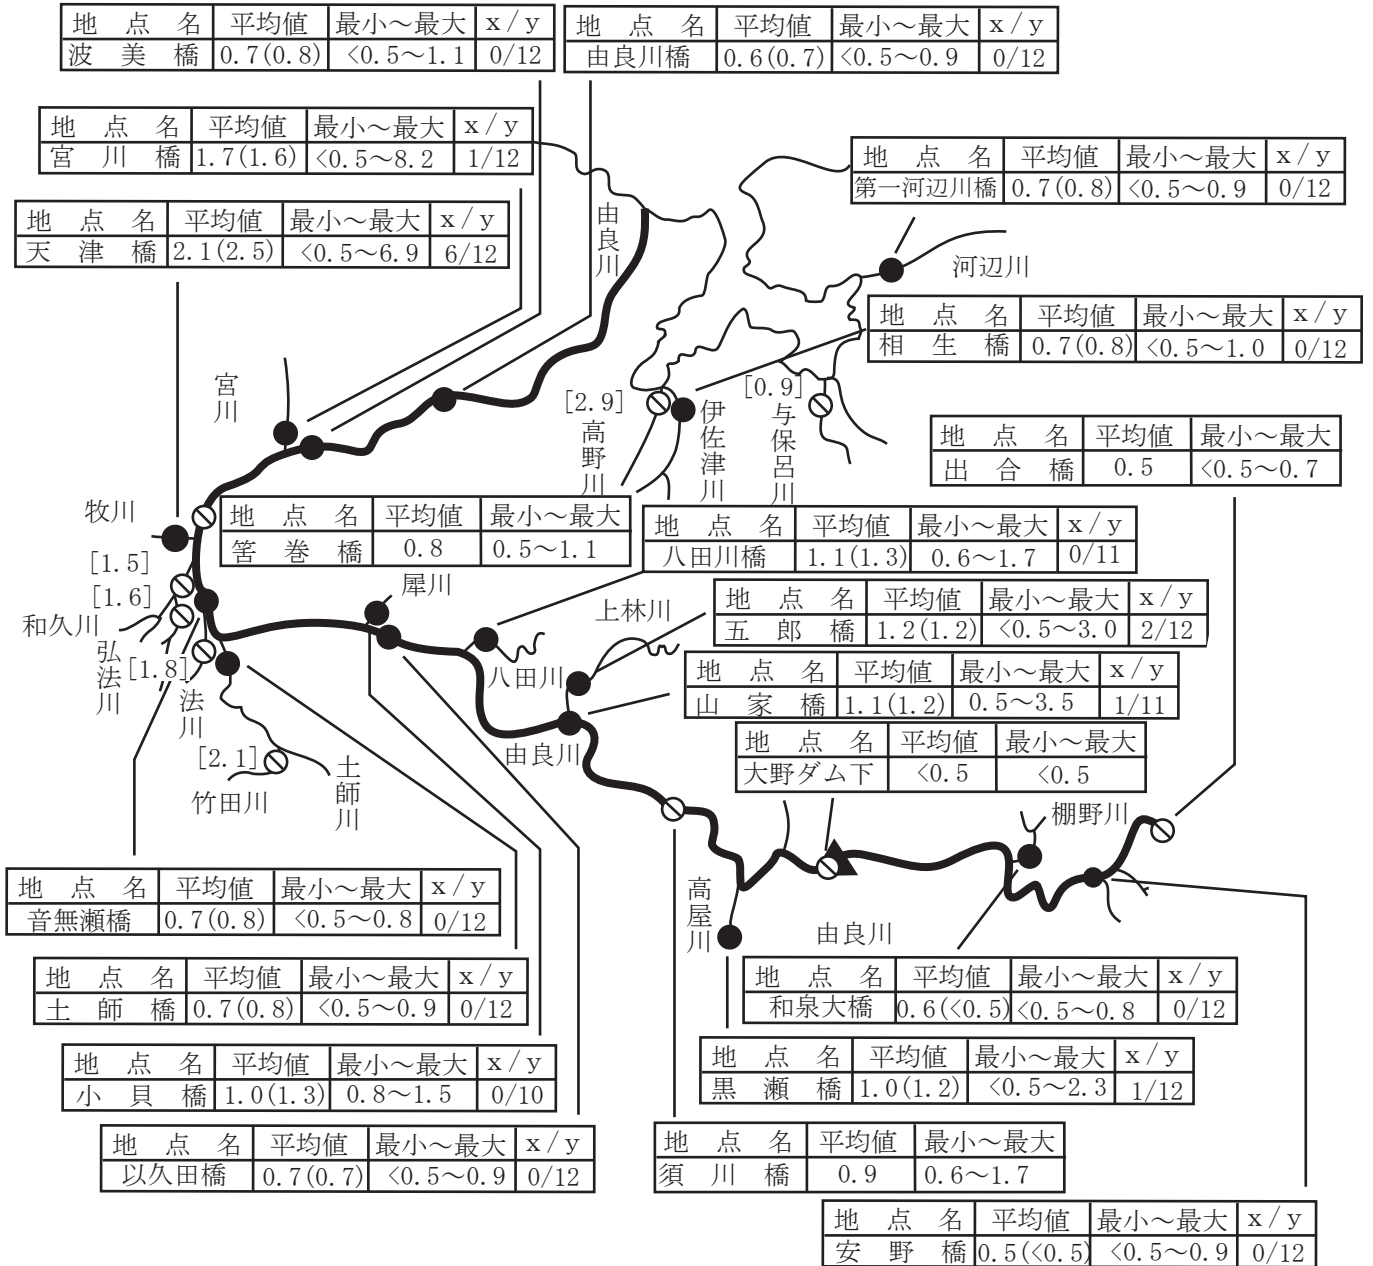 地点名 平均値 最小～最大 x/y
波美橋 0.7(0.8) <0.5～1.1 0/12
地点名 平均値 最小～最大 x/y
由良川橋 0.6(0.7) <0.5～0.9 0/12
地点名 平均値 最小～最大 x/y
宮川橋 1.7(1.6) <0.5～8.2 1/12
地点名 平均値 最小～最大 x/y
第一河辺川橋 0.7(0.8) <0.5～0.9 0/12
地点名 平均値 最小～最大 x/y
天津橋 2.1(2.5) <0.5～6.9 6/12
由良川
河辺川
地点名 平均値 最小～最大 x/y
相生橋 0.7(0.8) <0.5～1.0 0/12
宮川
[2.9]
高野川
伊佐津川
[0.9]
与保呂川
地点名 平均値 最小～最大
出合橋 0.5 <0.5～0.7
牧川
地点名 平均値 最小～最大
筈巻橋 0.8 0.5～1.1
地点名 平均値 最小～最大 x/y
八田川橋 1.1(1.3) 0.6～1.7 0/11
[1.5]
[1.6]
和久川
弘法川
[1.8]
法川
犀川
上林川
地点名 平均値 最小～最大 x/y
五郎橋 1.2(1.2) <0.5～3.0 2/12
八田川
地点名 平均値 最小～最大 x/y
山家橋 1.1(1.2) 0.5～3.5 1/11
由良川
[2.1]
竹田川
土師川
地点名 平均値 最小～最大
大野ダム下 <0.5 <0.5
棚野川
地点名 平均値 最小～最大 x/y
音無瀬橋 0.7(0.8) <0.5～0.8 0/12
高屋川
由良川
地点名 平均値 最小～最大 x/y
土師橋 0.7(0.8) <0.5～0.9 0/12
地点名 平均値 最小～最大 x/y
和泉大橋 0.6(<0.5) <0.5～0.8 0/12
地点名 平均値 最小～最大 x/y
小貝橋 1.0(1.3) 0.8～1.5 0/10
地点名 平均値 最小～最大 x/y
黒瀬橋 1.0(1.2) <0.5～2.3 1/12
地点名 平均値 最小～最大 x/y
以久田橋 0.7(0.7) <0.5～0.9 0/12
地点名 平均値 最小～最大
須川橋 0.9 0.6～1.7
地点名 平均値 最小～最大 x/y
安野橋 0.5(<0.5) <0.5～0.9 0/12